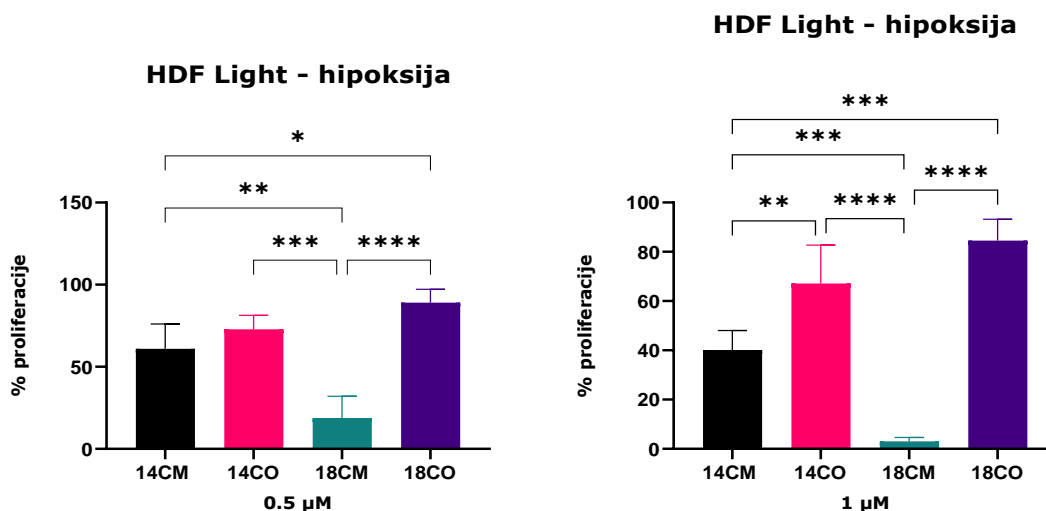 HDF Light - hipoksija
*
**
***
****
% proliferacije
150
100
50
0
14CM 14CO 18CM 18CO
0.5 µM
HDF Light - hipoksija
***
***
****
**
****
% proliferacije
100
80
60
40
20
0
14CM 14CO 18CM 18CO
1 µM